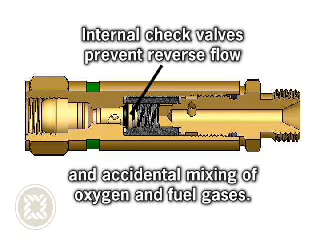 Internal check valves
prevent reverse flow
and accidental mixing of
oxygen and fuel gases.